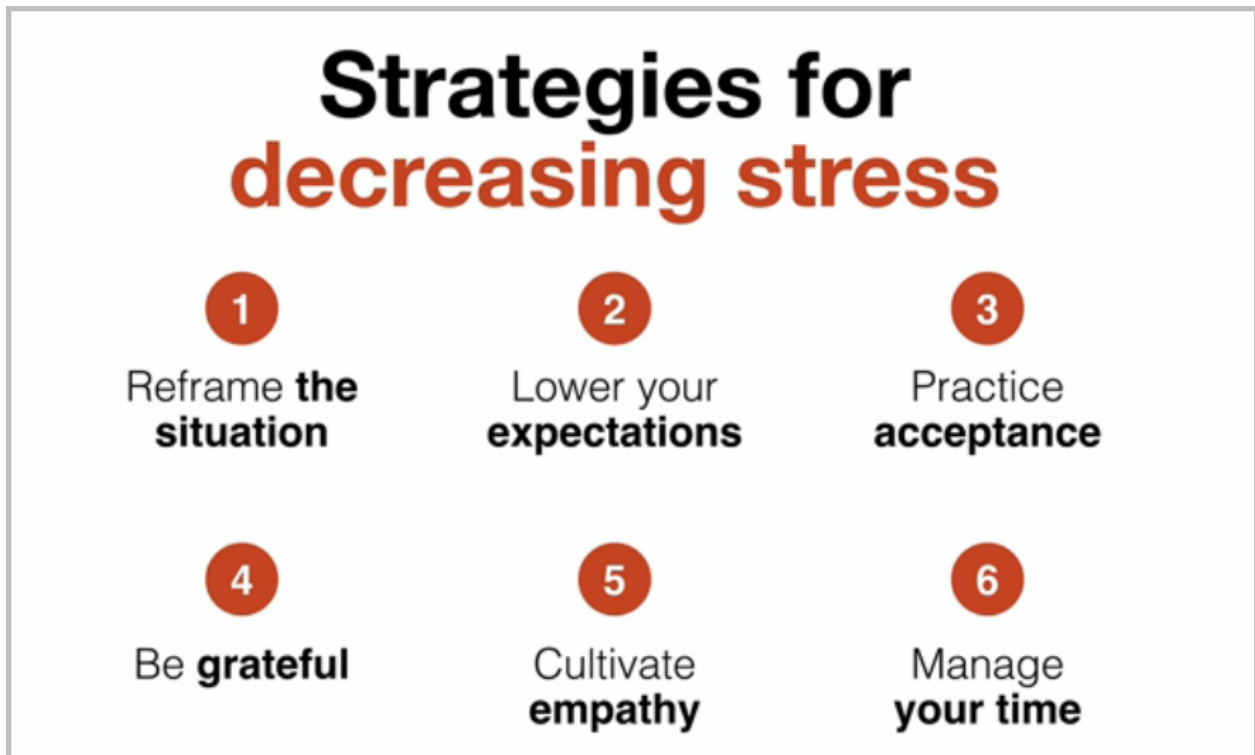 Strategies for
decreasing stress
1
Reframe the
situation
2
Lower your
expectations
3
Practice
acceptance
4
Be grateful
5
Cultivate
empathy
6
Manage
your time